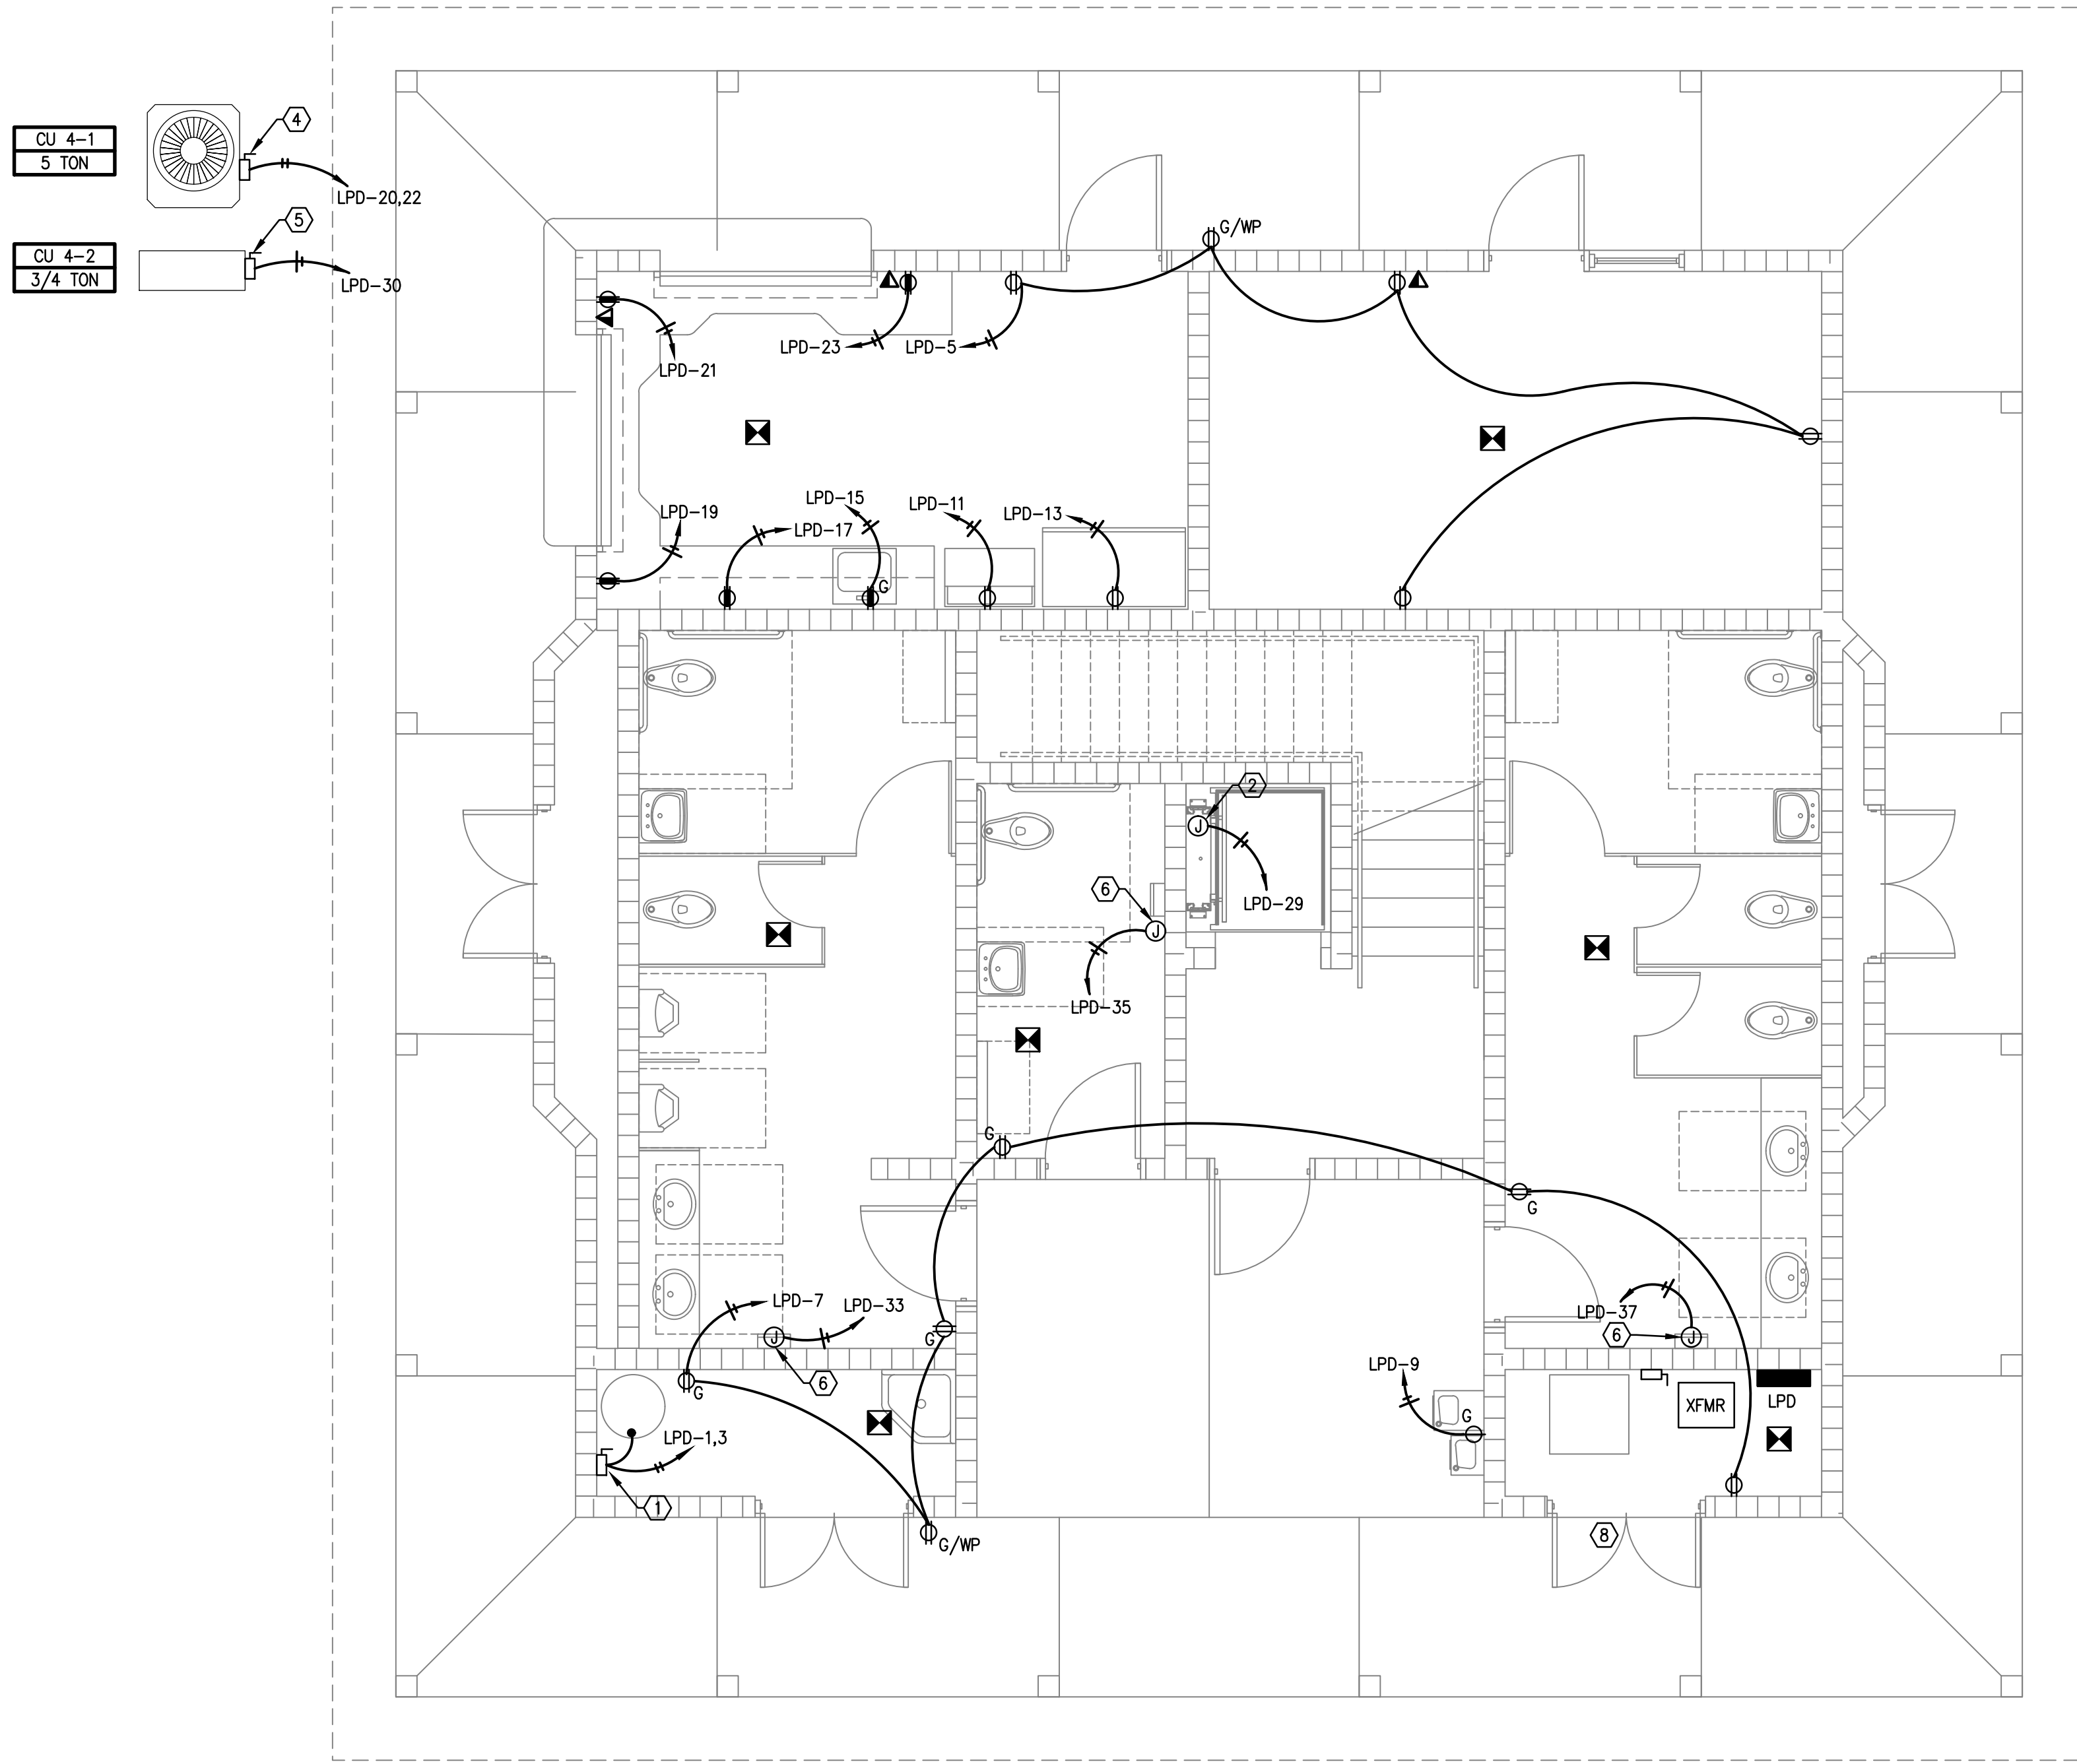 CU 4-1
5 TON
4
LPD-20,22
CU 4-2
3/4 TON
5
LPD-30
G/WP
LPD-23
LPD-5
LPD-21
LPD-19
LPD-17
LPD-15
LPD-11
LPD-13
G
2
J
LPD-29
6
J
LPD-35
G
G
LPD-7
LPD-33
J
G
6
G
LPD-37
6
J
LPD-9
G
XFMR
LPD
LPD-1,3
1
G/WP
8